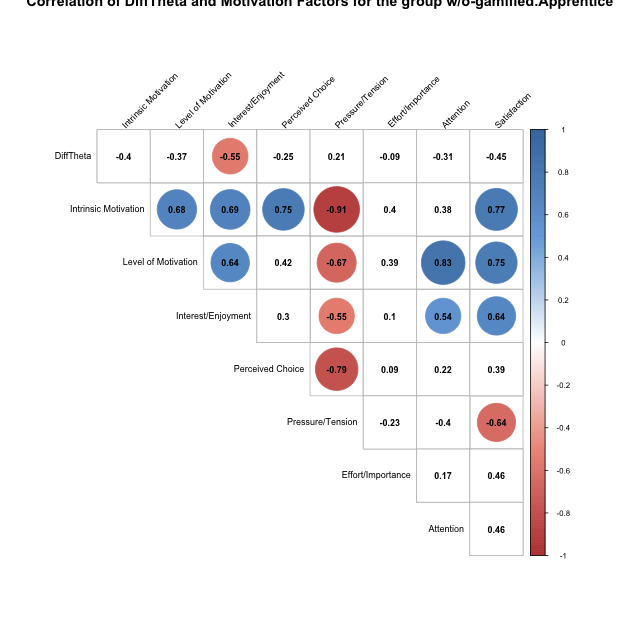 Correlation of DiffTheta and Motivation Factors for the group w/o-gamified.Apprentice
Intrinsic Motivation
Level of Motivation
Interest/Enjoyment
Perceived Choice
Pressure/Tension
Effort/Importance
Attention
Satisfaction
DiffTheta -0.4 -0.37 -0.55 -0.25 0.21 -0.09 -0.31 -0.45
Intrinsic Motivation 0.68 0.69 0.75 -0.91 0.4 0.38 0.77
Level of Motivation 0.64 0.42 -0.67 0.39 0.83 0.75
Interest/Enjoyment 0.3 -0.55 0.1 0.54 0.64
Perceived Choice -0.79 0.09 0.22 0.39
Pressure/Tension -0.23 -0.4 -0.64
Effort/Importance 0.17 0.46
Attention 0.46
1
0.8
0.6
0.4
0.2
0
-0.2
-0.4
-0.6
-0.8
-1